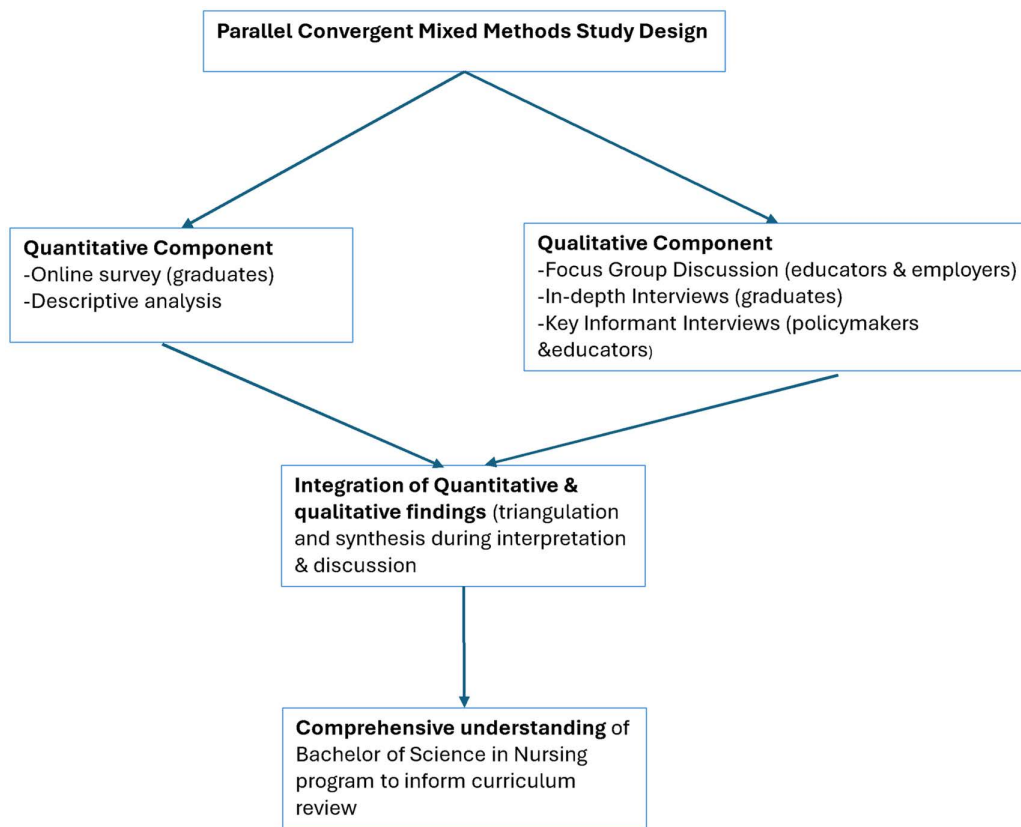 Parallel Convergent Mixed Methods Study Design
Quantitative Component
-Online survey (graduates)
-Descriptive analysis
Qualitative Component
-Focus Group Discussion (educators & employers)
-In-depth Interviews (graduates)
-Key Informant Interviews (policymakers
&educators)
Integration of Quantitative &
qualitative findings (triangulation
and synthesis during interpretation
& discussion
Comprehensive understanding of
Bachelor of Science in Nursing
program to inform curriculum
review